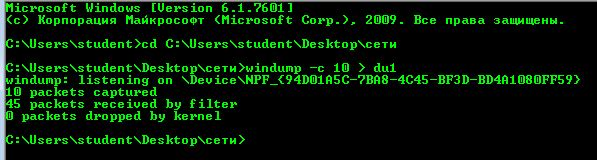 Microsoft Windows [Version 6.1.7601]
(c) Корпорация Майкрософт (Microsoft Corp.), 2009. Все права защищены.
C:\Users\student>cd C:\Users\student\Desktop\сети
C:\Users\student\Desktop\сети>windump -c 10 > du1
windump: listening on \Device\NPF_{94D01A5C-7BA8-4C45-BF3D-BD4A1080FF59}
10 packets captured
45 packets received by filter
0 packets dropped by kernel
C:\Users\student\Desktop\сети>